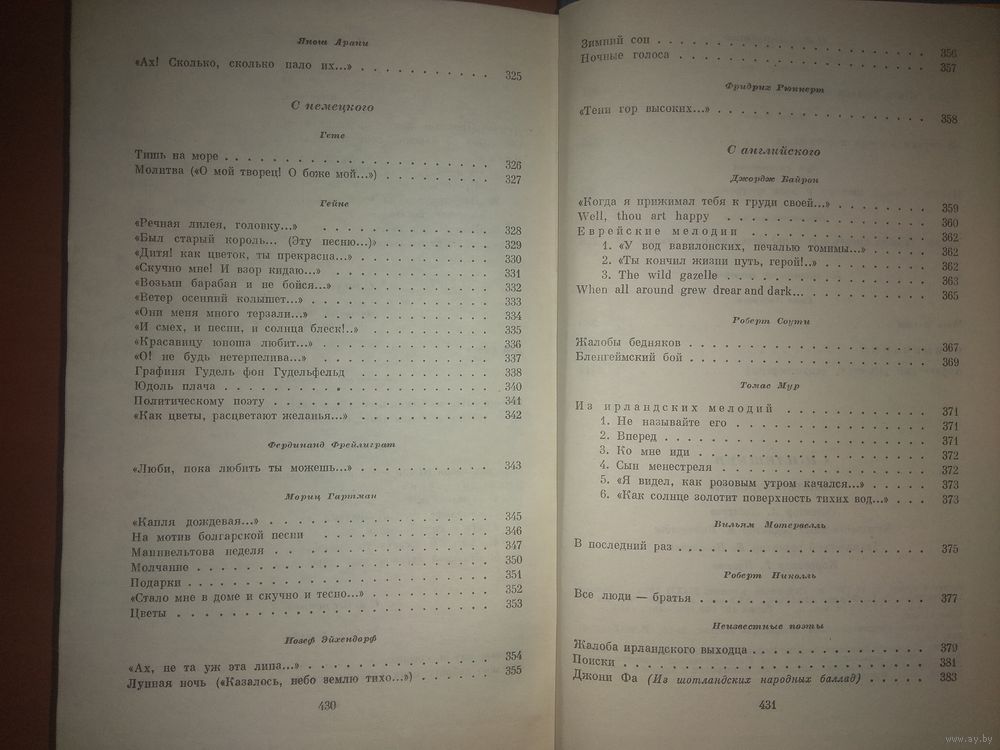 Янош Арани
«Ах! Сколько, сколько пало их...» . . . . . . . . . . 325
С немецкого
Гете
Тишь на море . . . . . . . . . . 326
Молитва («О мой творец! О боже мой...») . . . . . . . . . . 327
Гейне
«Речная лилея, головку...» . . . . . . . . . . 328
«Был старый король... (Эту песню...)» . . . . . . . . . . 329
«Дитя! как цветок, ты прекрасна...» . . . . . . . . . . 330
«Скучно мне! И взор кидаю...» . . . . . . . . . . 331
«Возьми барабан и не бойся...» . . . . . . . . . . 332
«Ветер осенний колышет...» . . . . . . . . . . 333
«Они меня много терзали...» . . . . . . . . . . 334
«И смех, и песни, и солнца блеск!..» . . . . . . . . . . 335
«Красавицу юноша любит...» . . . . . . . . . . 336
«О! не будь нетерпелива...» . . . . . . . . . . 337
Графиня Гудель фон Гудельфельд . . . . . . . . . . 338
Юдоль плача . . . . . . . . . . 340
Политическому поэту . . . . . . . . . . 341
«Как цветы, расцветают желанья...» . . . . . . . . . . 342
Фердинанд Фрейлиграт
«Люби, пока любить ты можешь...» . . . . . . . . . . 343
Мориц Гартман
«Капля дождевая...» . . . . . . . . . . 345
На мотив болгарской песни . . . . . . . . . . 346
Маннвельтова неделя . . . . . . . . . . 347
Молчание . . . . . . . . . . 350
Подарки . . . . . . . . . . 351
«Стало мне в доме и скучно и тесно...» . . . . . . . . . . 352
Цветы . . . . . . . . . . 353
Иозеф Эйхендорф
«Ах, не та уж эта липа...» . . . . . . . . . . 354
Лунная ночь («Казалось, небо землю тихо...») . . . . . . 355
430
Зимний сон . . . . . . . . . . 356
Ночные голоса . . . . . . . . . . 357
Фридрих Рюккерт
«Тени гор высоких...» . . . . . . . . . . 358
С английского
Джордж Байрон
«Когда я прижимал тебя к груди своей...» . . . . . . . . 359
Well, thou art happy . . . . . . . . . . 360
Еврейские мелодии . . . . . . . . . . 362
1. «У вод вавилонских, печалью томимы...» . . . . . 362
2. «Ты кончил жизни путь, герой!..» . . . . . . . . 362
3. The wild gazelle . . . . . . . . . . 363
When all around grew drear and dark... . . . . . . . . . 365
Роберт Соути
Жалобы бедняков . . . . . . . . . . 367
Бленгеймский бой . . . . . . . . . . 369
Томас Мур
Из ирландских мелодий . . . . . . . . . . 371
1. Не называйте его . . . . . . . . . . 371
2. Вперед . . . . . . . . . . 371
3. Ко мне иди . . . . . . . . . . 372
4. Сын менестреля . . . . . . . . . . 372
5. «Я видел, как розовым утром качался...» . . . . . 373
6. «Как солнце золотит поверхность тихих вод...» . . . 373
Вильям Мотервелль
В последний раз . . . . . . . . . . 375
Роберт Николль
Все люди — братья . . . . . . . . . . 377
Неизвестные поэты
Жалоба ирландского выходца . . . . . . . . . . 379
Поиски . . . . . . . . . . 381
Джони Фа (Из шотландских народных баллад) . . . . . 383
431
www.ay.by